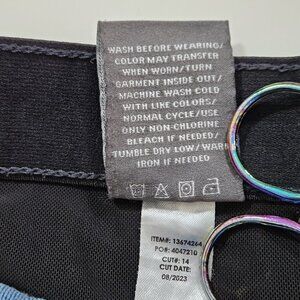 WASH BEFORE WEARING/
COLOR MAY TRANSFER
WHEN WORN/TURN
GARMENT INSIDE OUT/
MACHINE WASH COLD
WITH LIKE COLORS/
NORMAL CYCLE/USE
ONLY NON-CHLORINE
BLEACH IF NEEDED/
TUMBLE DRY LOW/WARM
IRON IF NEEDED
ITEM#: 13674264
PO#: 4047210
CUT#: 14
CUT DATE:
08/2023